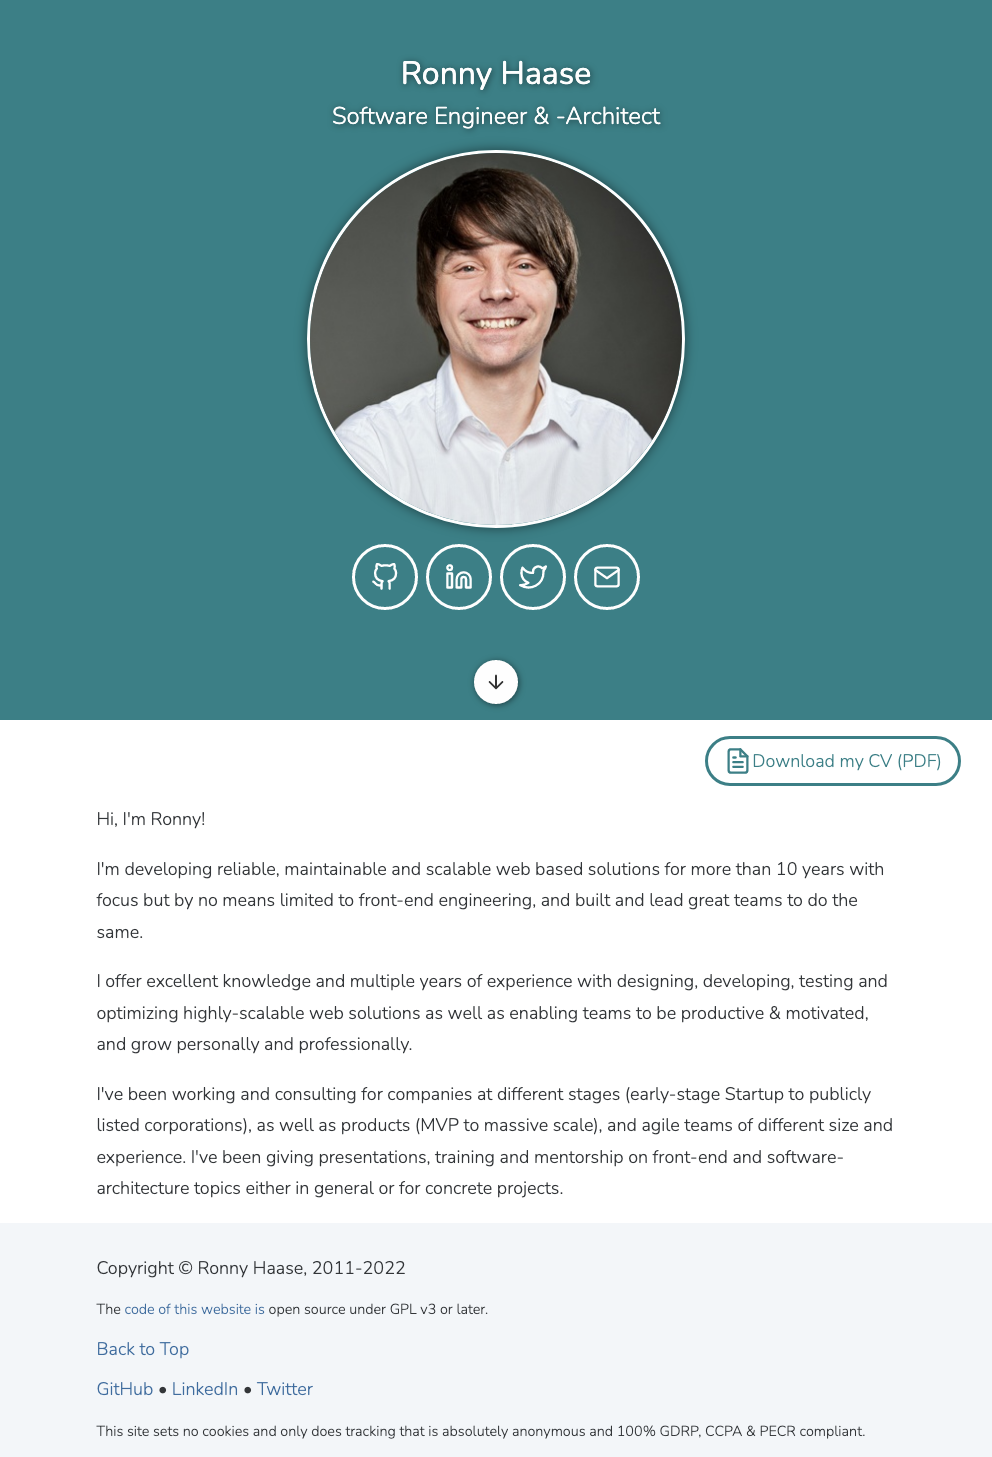 Ronny Haase
Software Engineer & -Architect
Download my CV (PDF)
Hi, I'm Ronny!
I'm developing reliable, maintainable and scalable web based solutions for more than 10 years with
focus but by no means limited to front-end engineering, and built and lead great teams to do the
same.
I offer excellent knowledge and multiple years of experience with designing, developing, testing and
optimizing highly-scalable web solutions as well as enabling teams to be productive & motivated,
and grow personally and professionally.
I've been working and consulting for companies at different stages (early-stage Startup to publicly
listed corporations), as well as products (MVP to massive scale), and agile teams of different size and
experience. I've been giving presentations, training and mentorship on front-end and software-
architecture topics either in general or for concrete projects.
Copyright © Ronny Haase, 2011-2022
The code of this website is open source under GPL v3 or later.
Back to Top
GitHub • LinkedIn • Twitter
This site sets no cookies and only does tracking that is absolutely anonymous and 100% GDRP, CCPA & PECR compliant.